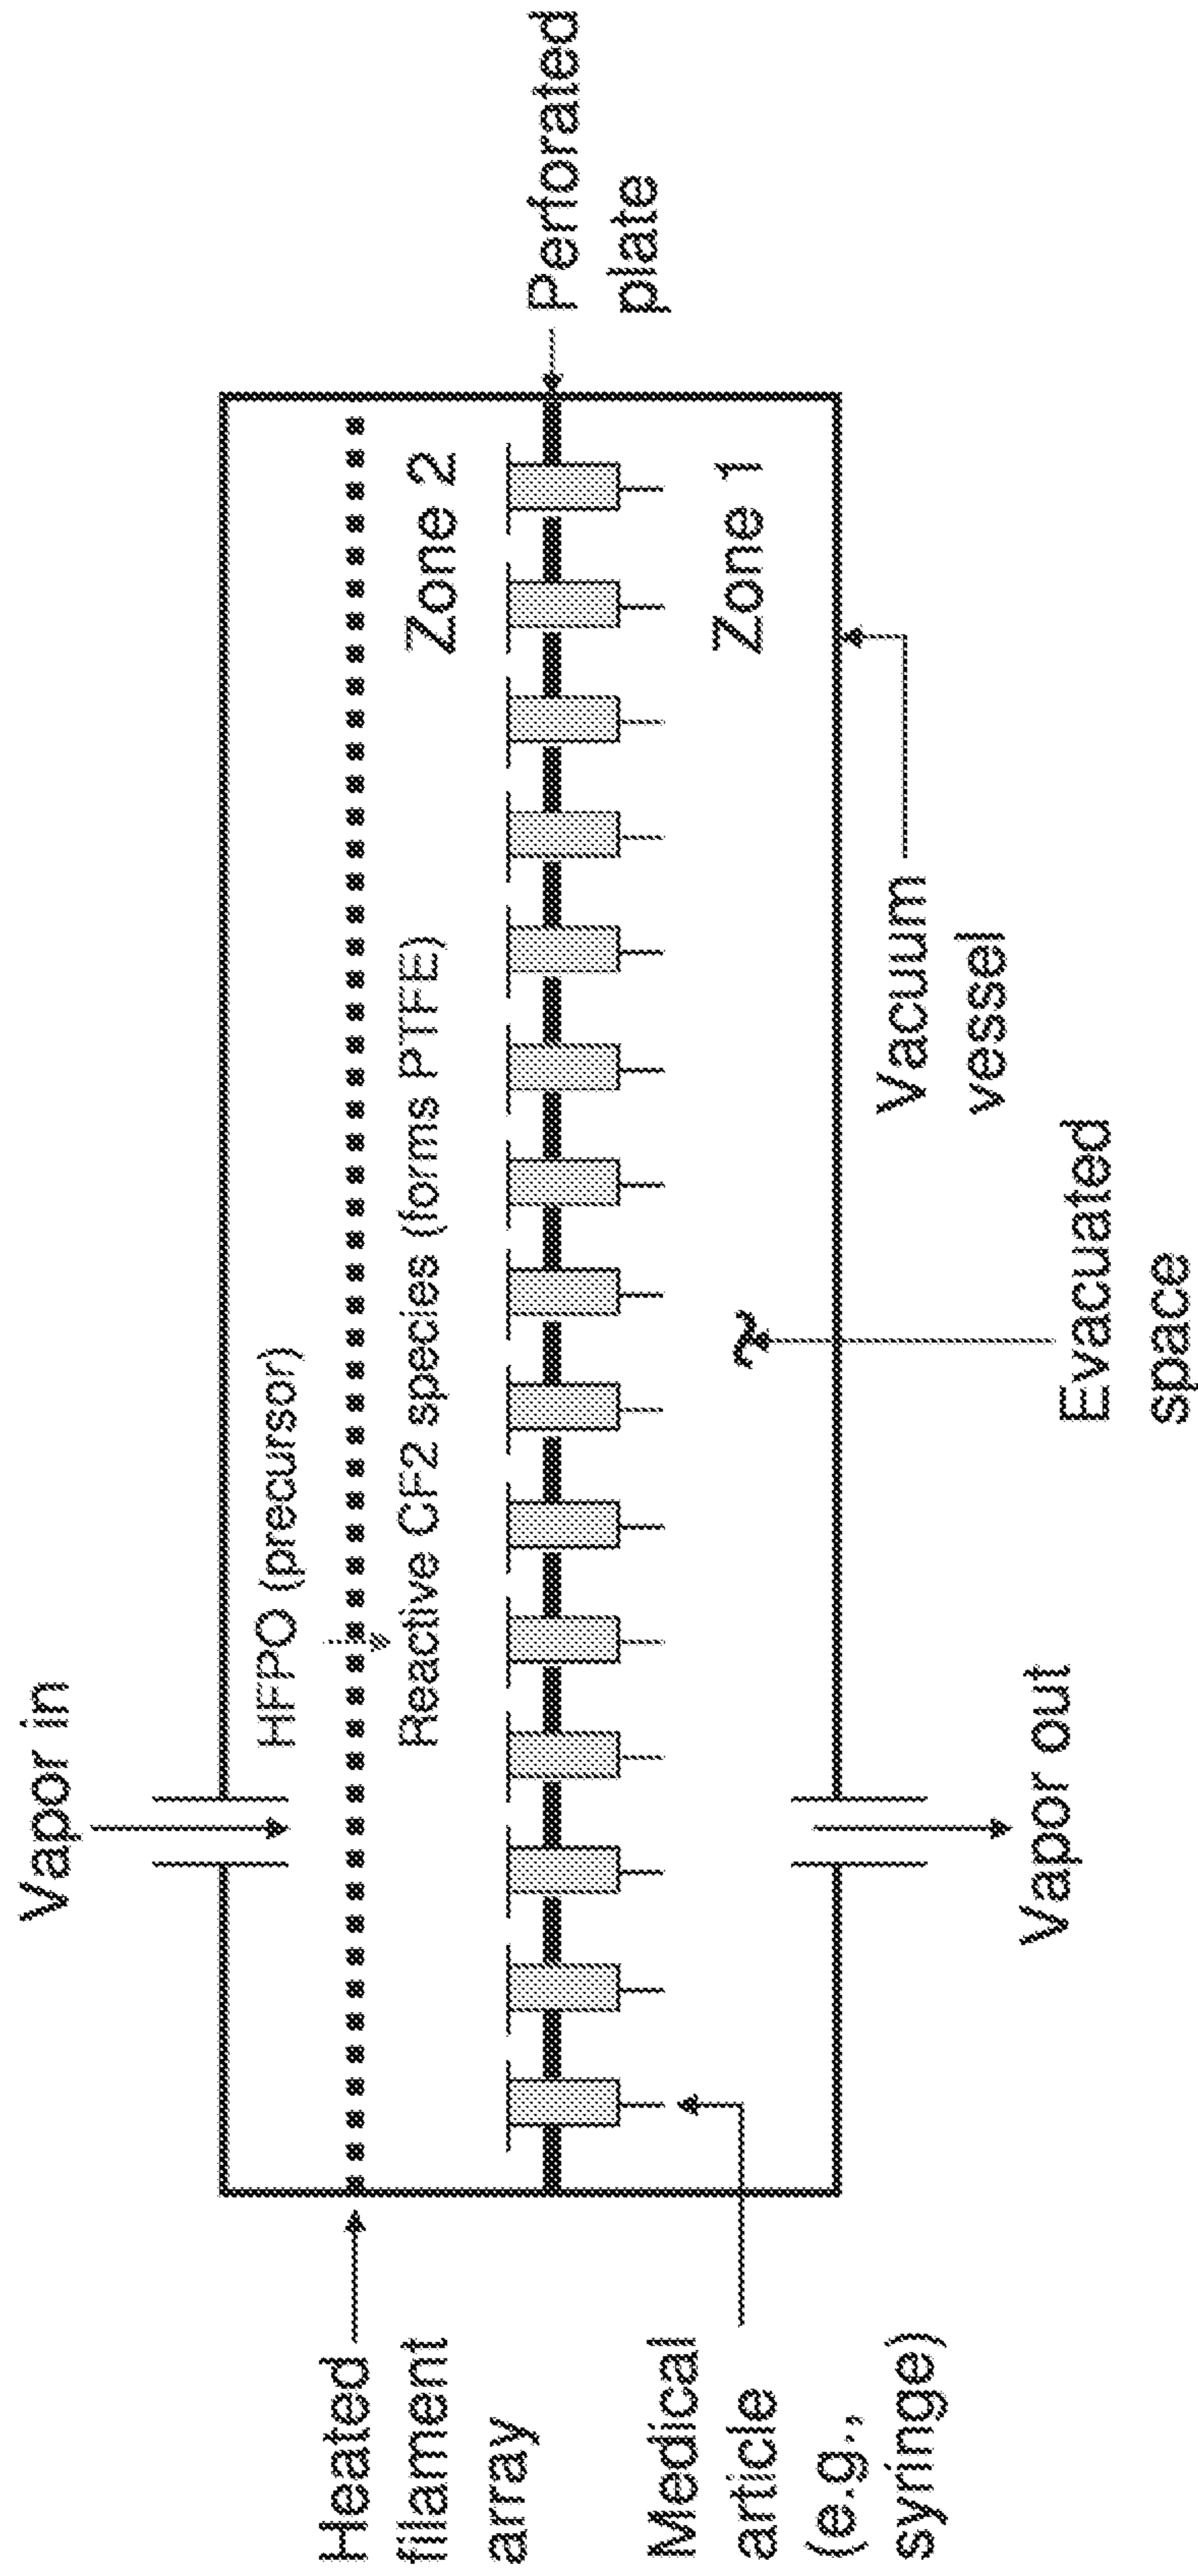 Vapor in
HFPO (precursor)
Heated
filament
array
Reactive CF2 species (forms PTFE)
Zone 2
Perforated
plate
Medical
article
(e.g.,
syringe)
Zone 1
Vacuum
vessel
Vapor out
Evacuated
space